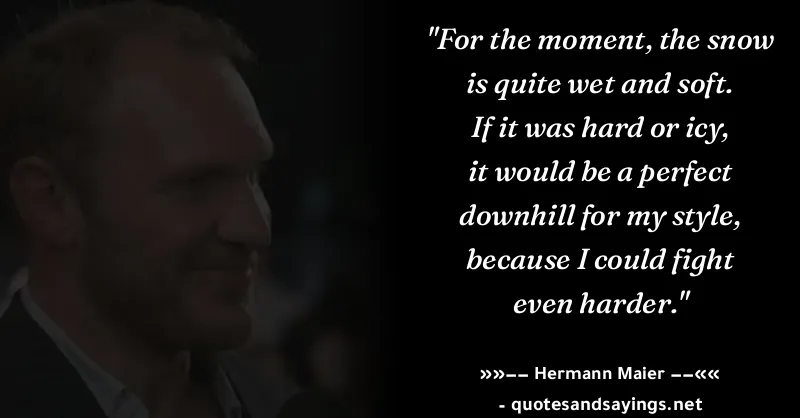 "For the moment, the snow
is quite wet and soft.
If it was hard or icy,
it would be a perfect
downhill for my style,
because I could fight
even harder."
»»–– Hermann Maier ––««
- quotesandsayings.net